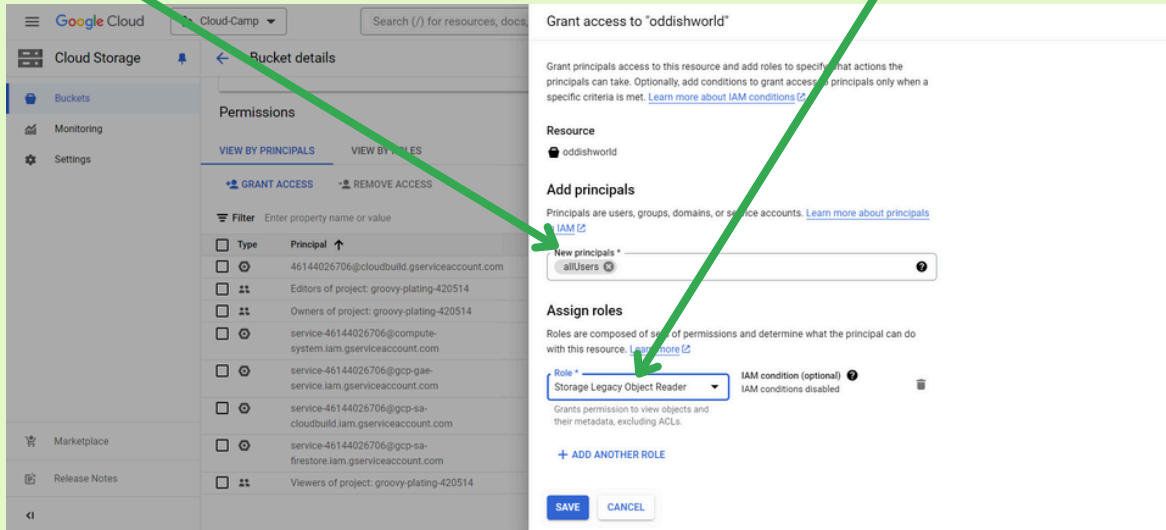 Google Cloud
Cloud-Camp
Search (/) for resources, docs,
Cloud Storage
Bucket details
Buckets
Monitoring
Settings
Marketplace
Release Notes
Permissions
VIEW BY PRINCIPALS
VIEW BY ROLES
GRANT ACCESS
REMOVE ACCESS
Filter Enter property name or value
Type Principal
46144026706@cloudbuild.gserviceaccount.com
Editors of project: groovy-plating-420514
Owners of project: groovy-plating-420514
service-46144026706@compute-
system.iam.gserviceaccount.com
service-46144026706@gcp-gae-
service.iam.gserviceaccount.com
service-46144026706@gcp-sa-
cloudbuild.iam.gserviceaccount.com
service-46144026706@gcp-sa-
firestore.iam.gserviceaccount.com
Viewers of project: groovy-plating-420514
Grant access to "oddishworld"
Grant principals access to this resource and add roles to specify what actions the
principals can take. Optionally, add conditions to grant access to principals only when a
specific criteria is met. Learn more about IAM conditions
Resource
oddishworld
Add principals
Principals are users, groups, domains, or service accounts. Learn more about principals
IAM
New principals *
allUsers
Assign roles
Roles are composed of sets of permissions and determine what the principal can do
with this resource. Learn more
Role *
Storage Legacy Object Reader
IAM condition (optional)
IAM conditions disabled
Grants permission to view objects and
their metadata, excluding ACLs.
+ ADD ANOTHER ROLE
SAVE
CANCEL